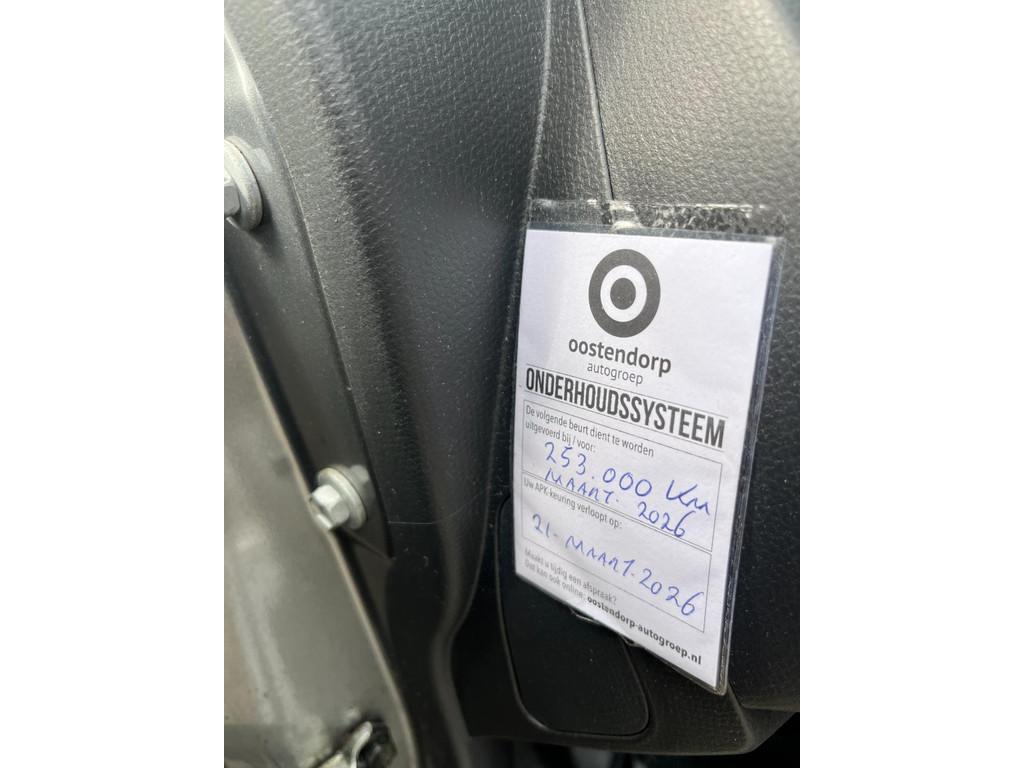 oostendorp
autogroep
ONDERHOUDSSYSTEEM
De volgende beurt dient te worden
uitgevoerd bij / voor:
253.000 Km
MAART. 2026
Uw APK-keuring verloopt op:
21- MAART. 2026
Maakt u tijdig een afspraak?
Dat kan ook online: oostendorp-autogroep.nl